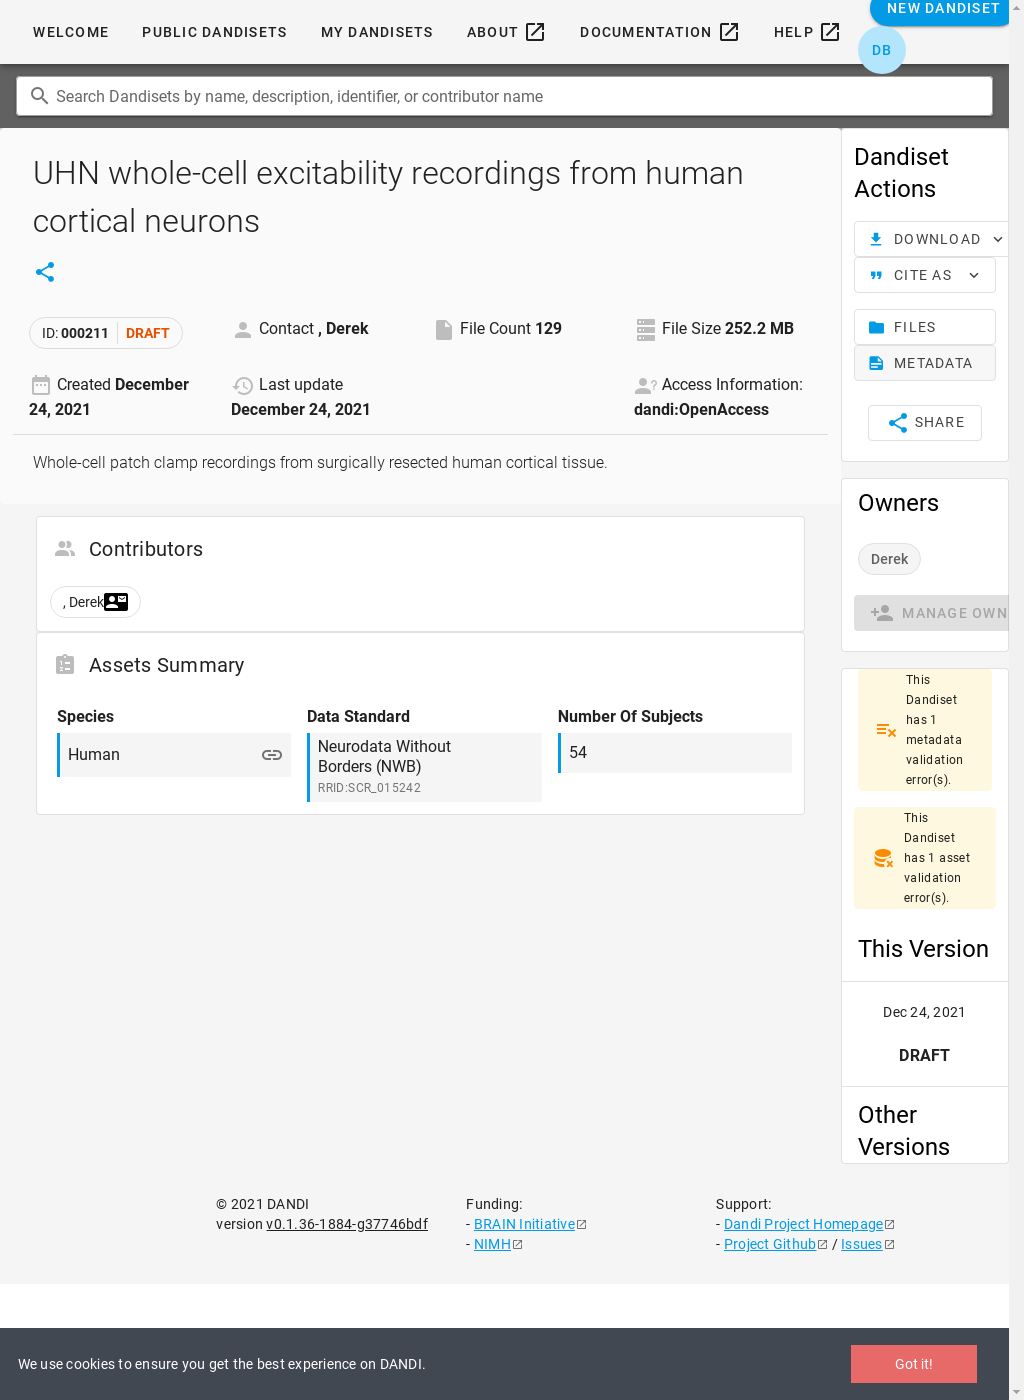 WELCOME
PUBLIC DANDISETS
MY DANDISETS
ABOUT
DOCUMENTATION
HELP
NEW DANDISET
DB
Search Dandisets by name, description, identifier, or contributor name
UHN whole-cell excitability recordings from human
cortical neurons
ID: 000211 DRAFT
Contact , Derek
File Count 129
File Size 252.2 MB
Created December
24, 2021
Last update
December 24, 2021
Access Information:
dandi:OpenAccess
Whole-cell patch clamp recordings from surgically resected human cortical tissue.
Contributors
, Derek
Assets Summary
Species
Human
Data Standard
Neurodata Without
Borders (NWB)
RRID:SCR_015242
Number Of Subjects
54
Dandiset
Actions
DOWNLOAD
CITE AS
FILES
METADATA
SHARE
Owners
Derek
MANAGE OWN
This
Dandiset
has 1
metadata
validation
error(s).
This
Dandiset
has 1 asset
validation
error(s).
This Version
Dec 24, 2021
DRAFT
Other
Versions
© 2021 DANDI
version v0.1.36-1884-g37746bdf
Funding:
- BRAIN Initiative
- NIMH
Support:
- Dandi Project Homepage
- Project Github / Issues
We use cookies to ensure you get the best experience on DANDI.
Got it!